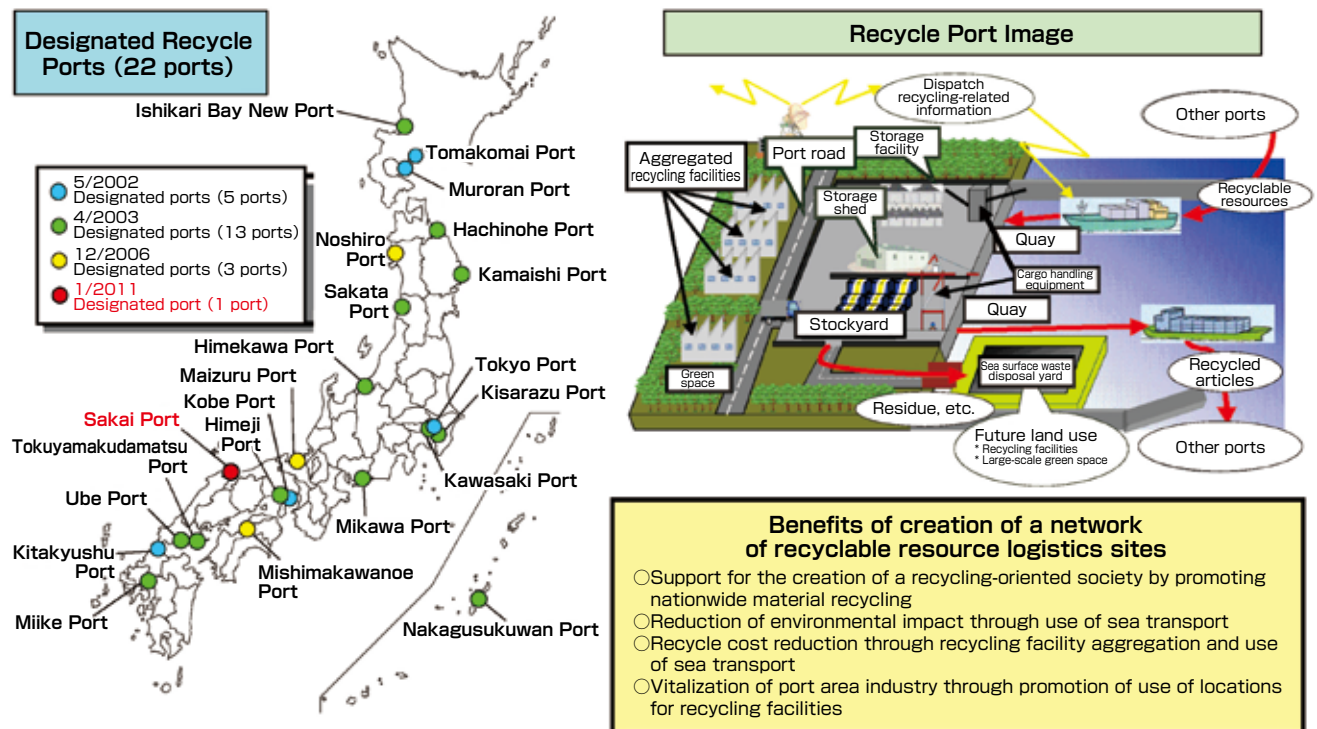 Designated Recycle
Ports (22 ports)
Ishikari Bay New Port
Tomakomai Port
Muroran Port
5/2002
Designated ports (5 ports)
4/2003
Designated ports (13 ports)
12/2006
Designated ports (3 ports)
1/2011
Designated port (1 port)
Hachinohe Port
Noshiro
Port
Kamaishi Port
Sakata
Port
Himekawa Port
Tokyo Port
Maizuru Port
Kisarazu Port
Kobe Port
Sakai Port
Himeji
Port
Tokuyamakudamatsu
Port
Kawasaki Port
Ube Port
Mikawa Port
Kitakyushu
Port
Mishimakawanoe
Port
Miike Port
Nakagusukuwan Port
Recycle Port Image
Dispatch
recycling-related
information
Other ports
Storage
facility
Port road
Aggregated
recycling facilities
Recyclable
resources
Storage
shed
Quay
Cargo handling
equipment
Quay
Stockyard
Green
space
Sea surface waste
disposal yard
Recycled
articles
Residue, etc.
Future land use
* Recycling facilities
* Large-scale green space
Other ports
Benefits of creation of a network
of recyclable resource logistics sites
○Support for the creation of a recycling-oriented society by promoting
nationwide material recycling
○Reduction of environmental impact through use of sea transport
○Recycle cost reduction through recycling facility aggregation and use
of sea transport
○Vitalization of port area industry through promotion of use of locations
for recycling facilities